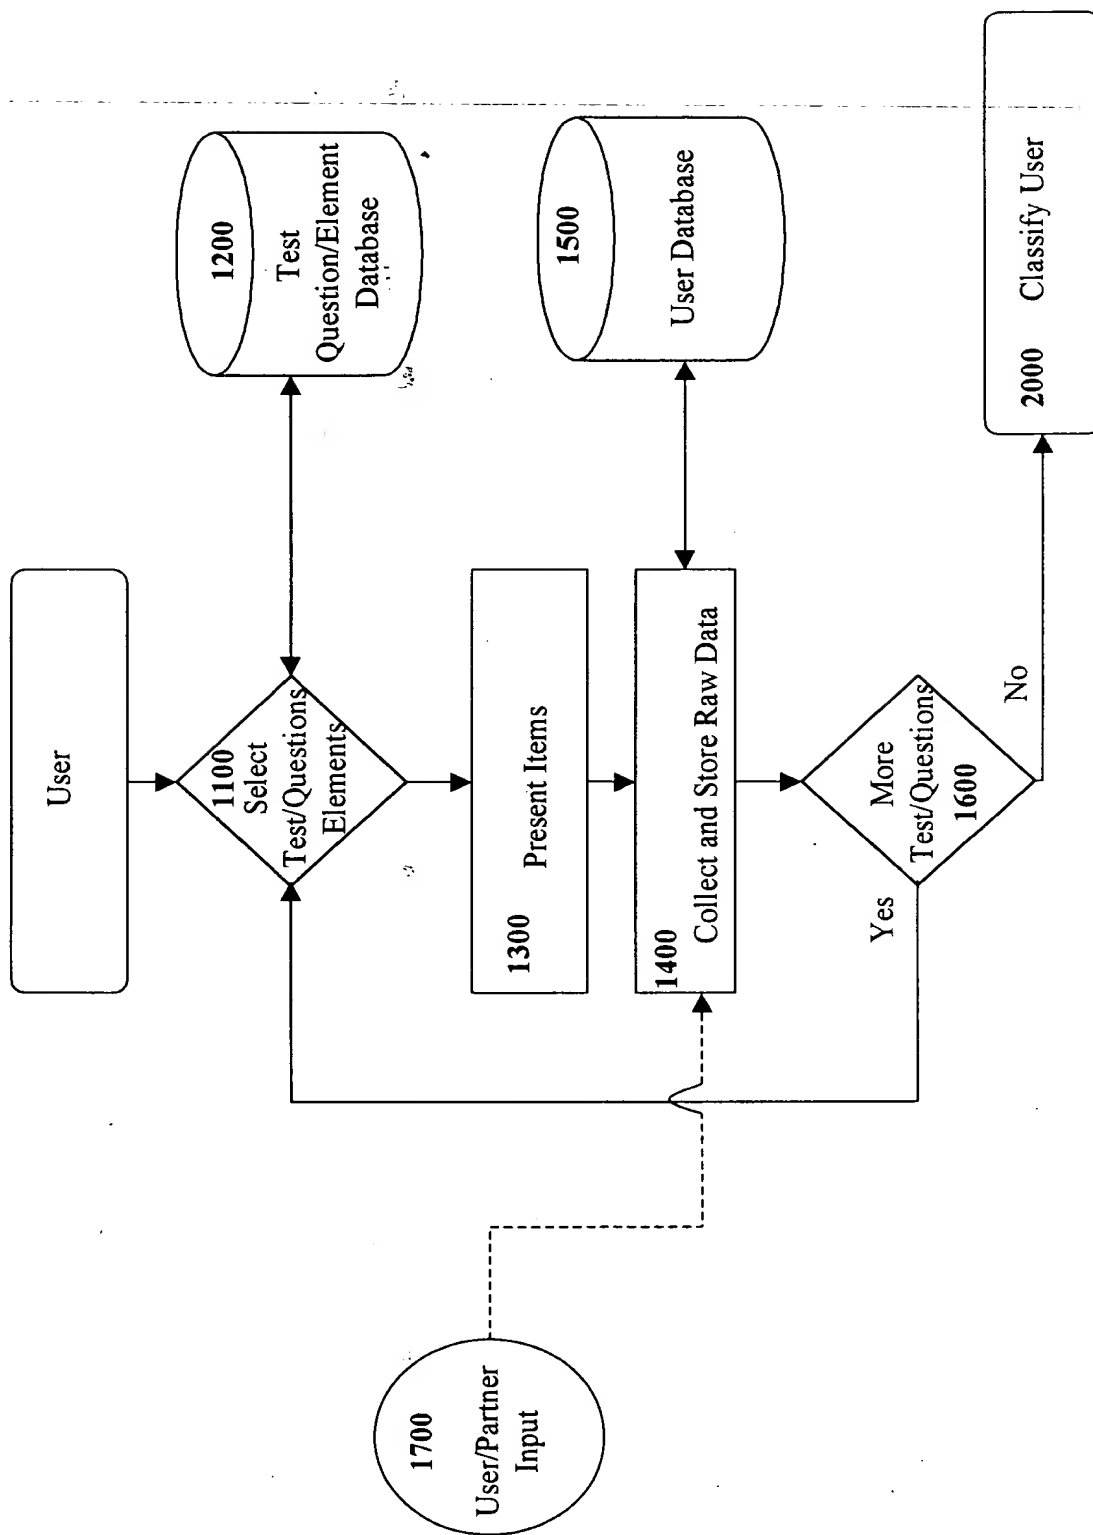 User
1100
Select
Test/Questions
Elements
1200
Test
Question/Element
Database
1300
Present Items
1400
Collect and Store Raw Data
1500
User Database
More
Test/Questions
1600
Yes
No
2000 Classify User
1700
User/Partner
Input